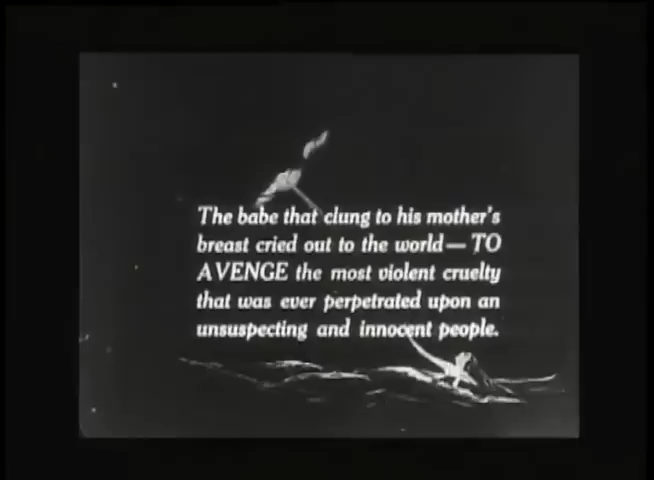 The babe that clung to his mother's
breast cried out to the world — TO
AVENGE the most violent cruelty
that was ever perpetrated upon an
unsuspecting and innocent people.